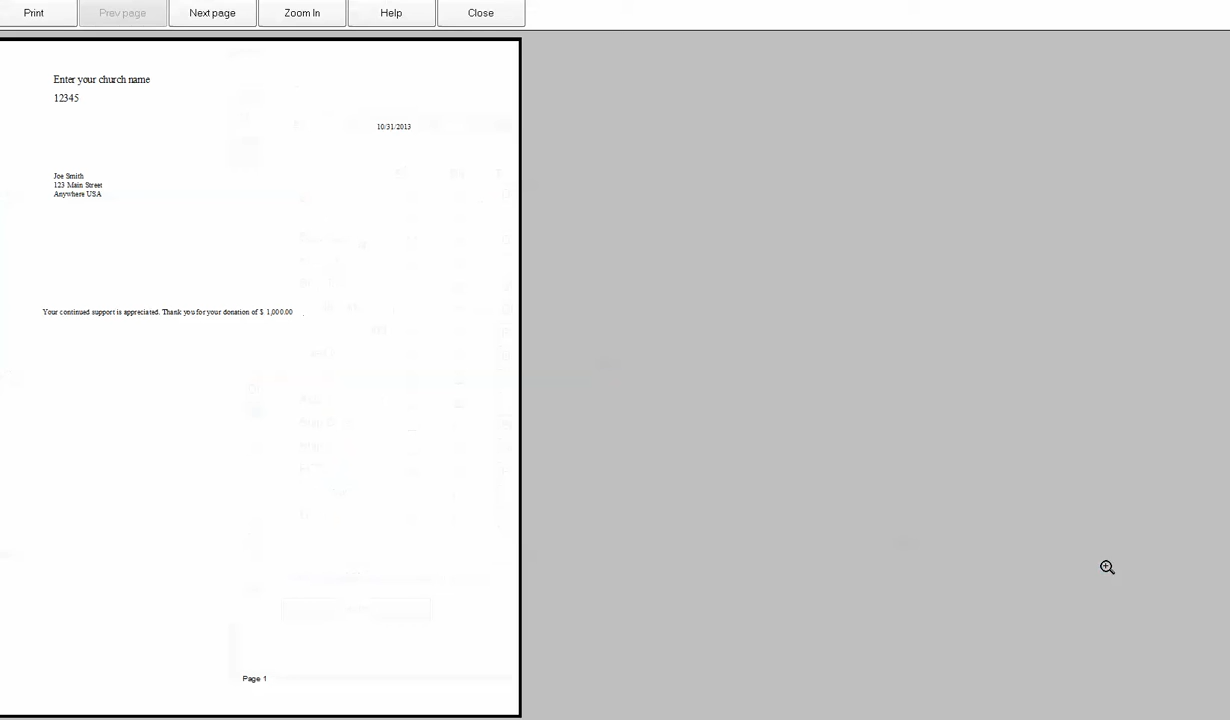 Print Prev page Next page Zoom In Help Close
Enter your church name
12345
10/31/2013
Joe Smith
123 Main Street
Anywhere USA
Your continued support is appreciated. Thank you for your donation of $ 1,000.00 .
Page 1